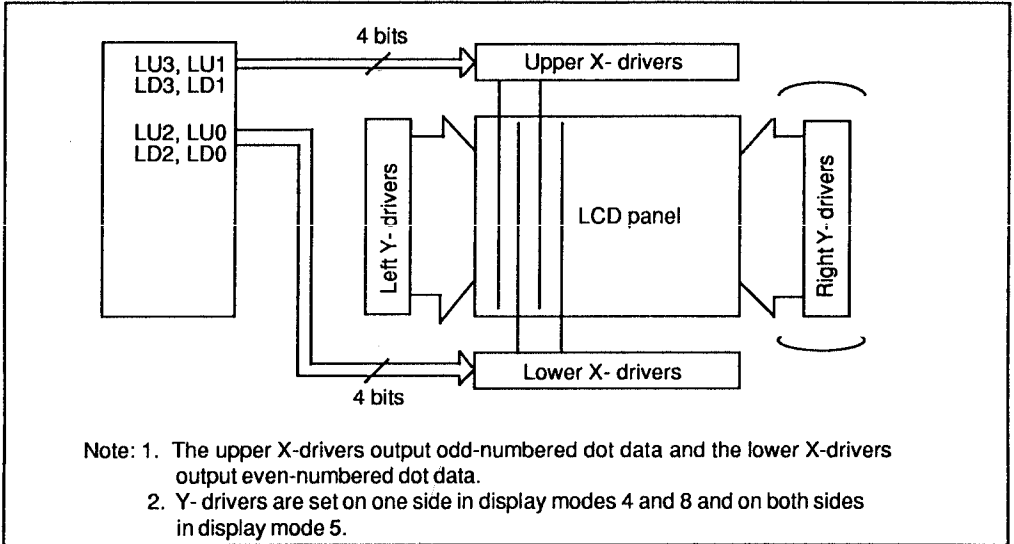 4 bits
LU3, LU1
LD3, LD1
LU2, LU0
LD2, LD0
Upper X- drivers
Left Y- drivers
LCD panel
Right Y- drivers
Lower X- drivers
4 bits
Note: 1. The upper X-drivers output odd-numbered dot data and the lower X-drivers
output even-numbered dot data.
2. Y- drivers are set on one side in display modes 4 and 8 and on both sides
in display mode 5.